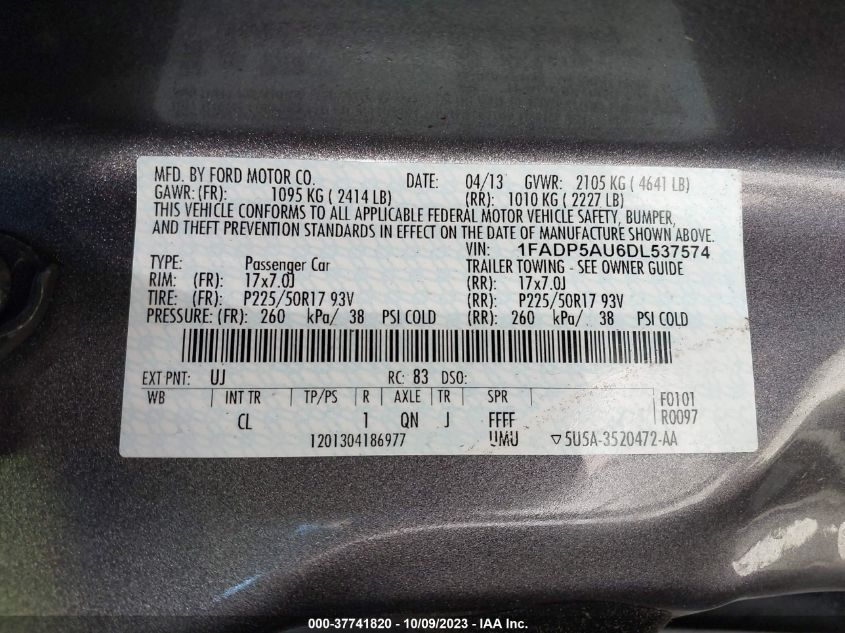 MFD. BY FORD MOTOR CO. DATE: 04/13 GVWR: 2105 KG ( 4641 LB)
GAWR: (FR): 1095 KG ( 2414 LB) (RR): 1010 KG ( 2227 LB)
THIS VEHICLE CONFORMS TO ALL APPLICABLE FEDERAL MOTOR VEHICLE SAFETY, BUMPER,
AND THEFT PREVENTION STANDARDS IN EFFECT ON THE DATE OF MANUFACTURE SHOWN ABOVE.
VIN: 1FADP5AU6DL537574
TYPE: Passenger Car TRAILER TOWING - SEE OWNER GUIDE
RIM: (FR): 17x7.0J (RR): 17x7.0J
TIRE: (FR): P225/50R17 93V (RR): P225/50R17 93V
PRESSURE: (FR): 260 kPa/ 38 PSI COLD (RR): 260 kPa/ 38 PSI COLD
EXT PNT: UJ RC: 83 DSO:
WB INT TR TP/PS R AXLE TR SPR F0101
CL 1 QN J FFFF R0097
1201304186977 UMU ▽5U5A-3520472-AA
000-37741820 - 10/09/2023 - IAA Inc.